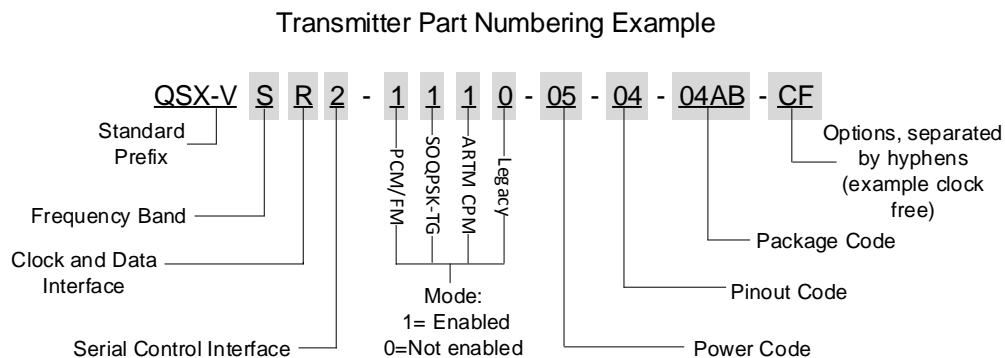 Transmitter Part Numbering Example
QSX-V S R 2 - 1 1 1 0 - 05 - 04 - 04AB - CF
Standard
Prefix
Frequency Band
Clock and Data
Interface
Serial Control Interface
PCM/FM
SOQPSK-TG
ARTM CPM
Legacy
Mode:
1= Enabled
0=Not enabled
Options, separated
by hyphens
(example clock
free)
Package Code
Pinout Code
Power Code